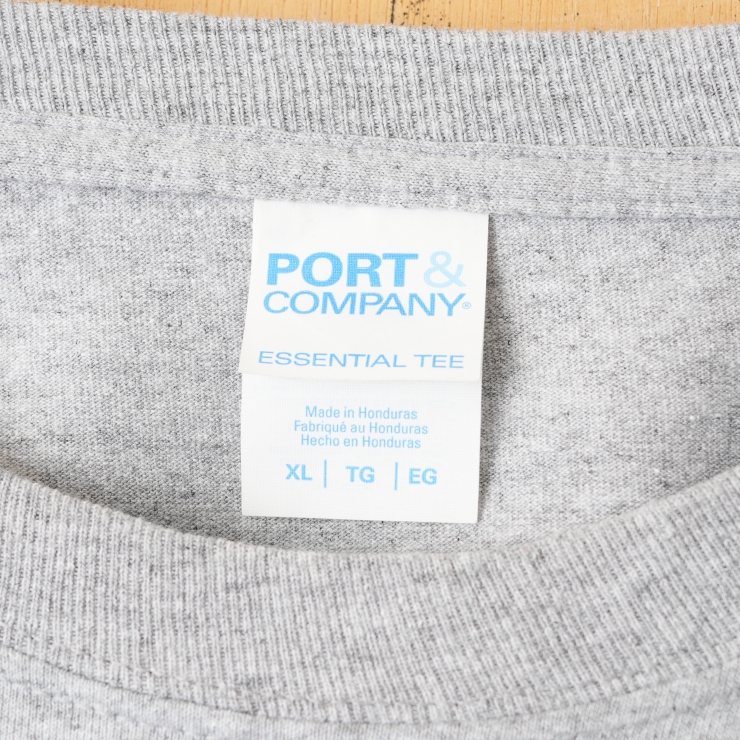 PORT &
COMPANY®
ESSENTIAL TEE
Made in Honduras
Fabriqué au Honduras
Hecho en Honduras
XL | TG | EG